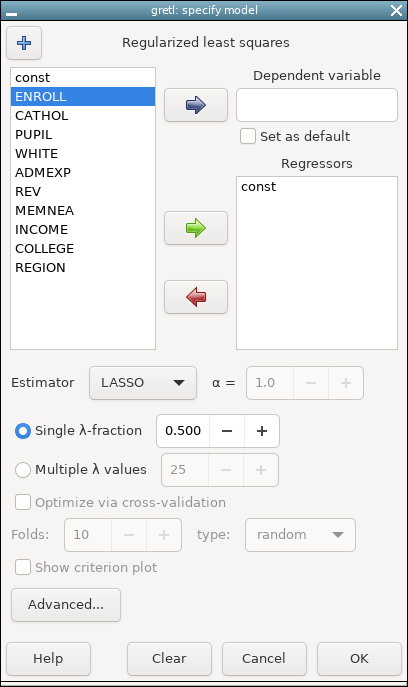 gretl: specify model
Regularized least squares
const
ENROLL
CATHOL
PUPIL
WHITE
ADMEXP
REV
MEMNEA
INCOME
COLLEGE
REGION
Dependent variable
Set as default
Regressors
const
Estimator LASSO α = 1.0
Single λ-fraction 0.500
Multiple λ values 25
Optimize via cross-validation
Folds: 10 type: random
Show criterion plot
Advanced...
Help Clear Cancel OK